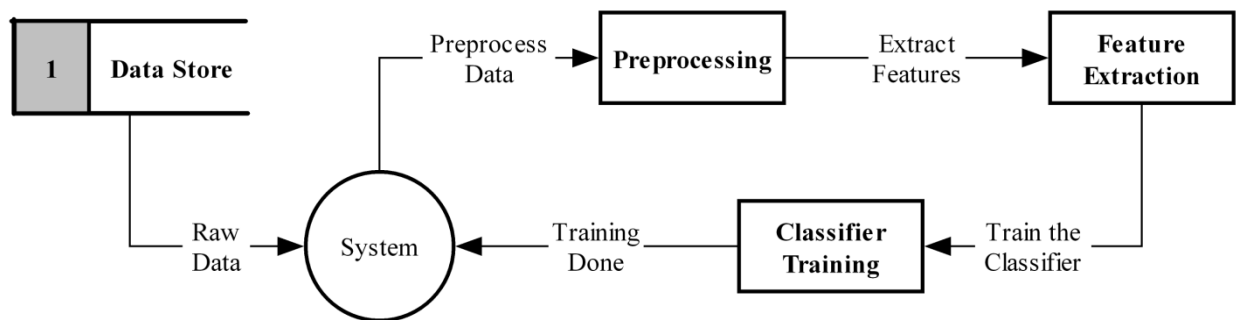 1
Data Store
Preprocess
Data
Preprocessing
Extract
Features
Feature
Extraction
Raw
Data
System
Training
Done
Classifier
Training
Train the
Classifier